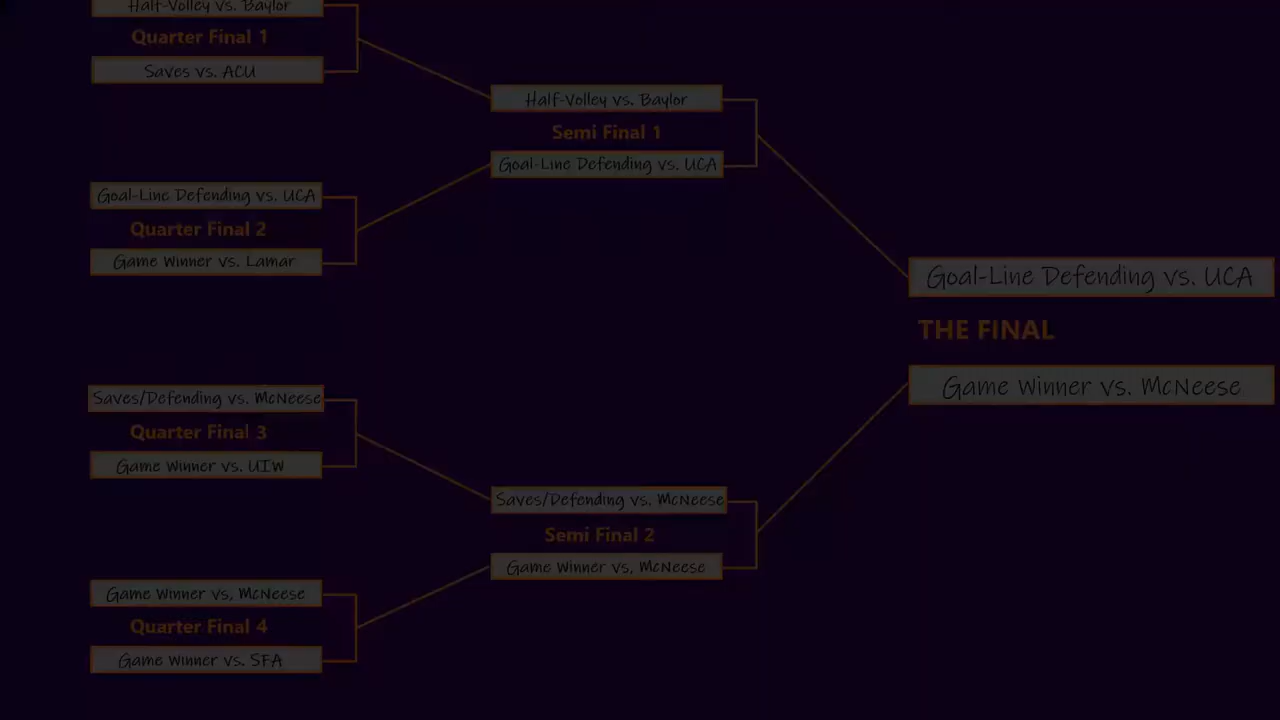 Half-Volley vs. Baylor
Quarter Final 1
Saves vs. ACU
Goal-Line Defending vs. UCA
Quarter Final 2
Game Winner vs. Lamar
Saves/Defending vs. McNeese
Quarter Final 3
Game Winner vs. UIW
Game Winner vs, McNeese
Quarter Final 4
Game Winner vs. SFA
Half-Volley vs. Baylor
Semi Final 1
Goal-Line Defending vs. UCA
Saves/Defending vs. McNeese
Semi Final 2
Game Winner vs, McNeese
Goal-Line Defending vs. UCA
THE FINAL
Game Winner vs. McNeese